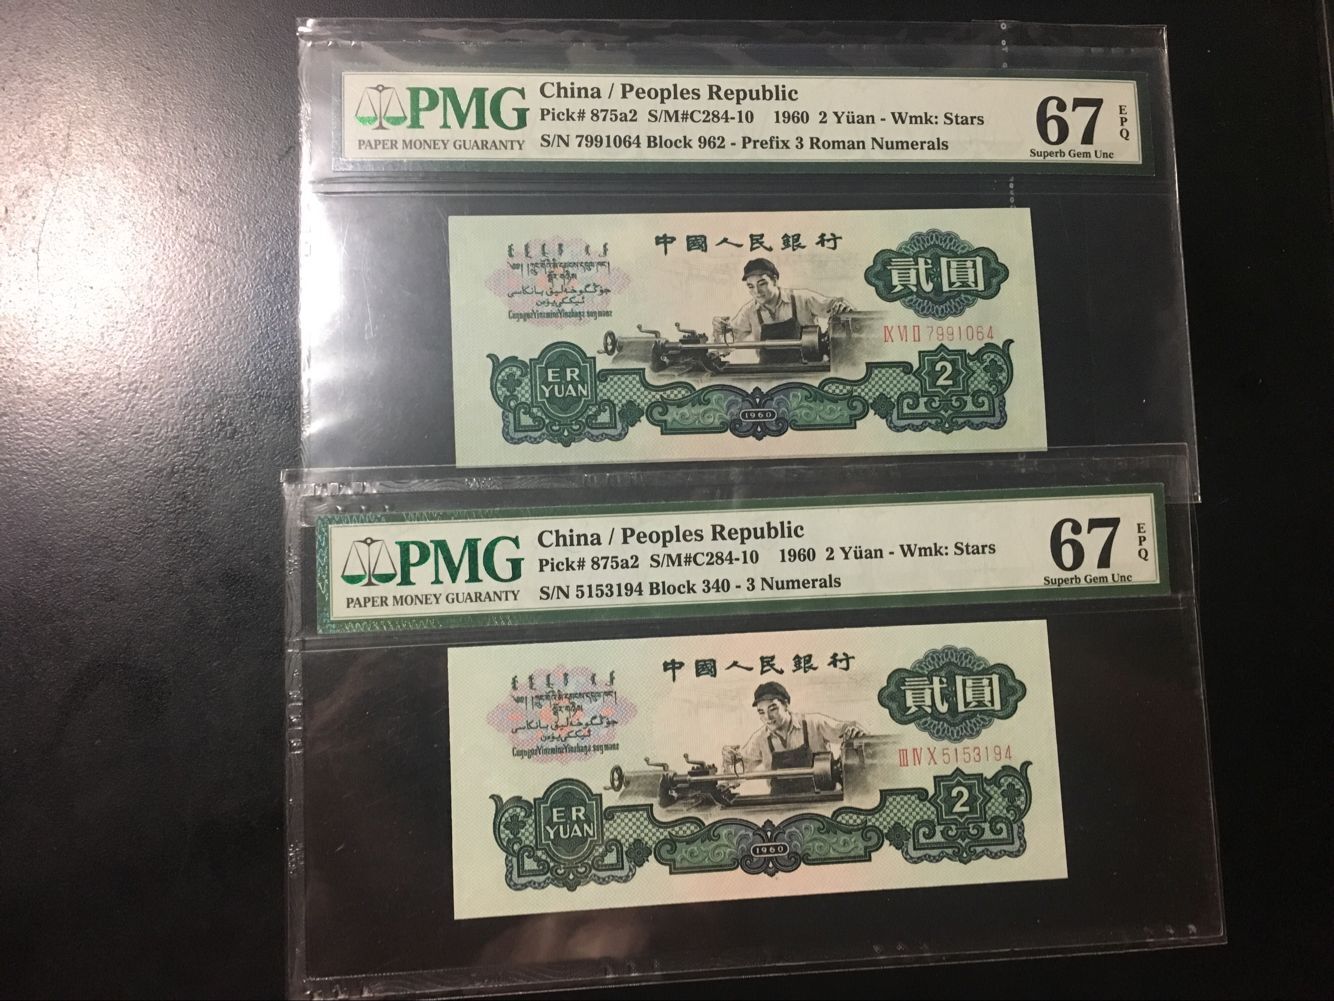 PMG
PAPER MONEY GUARANTY
China / Peoples Republic
Pick# 875a2 S/M#C284-10 1960 2 Yüan - Wmk: Stars
S/N 7991064 Block 962 - Prefix 3 Roman Numerals
67
EPQ
Superb Gem Unc
中國人民銀行
貳圓
ⅨⅥⅡ7991064
ER
YUAN
2
1960
PMG
PAPER MONEY GUARANTY
China / Peoples Republic
Pick# 875a2 S/M#C284-10 1960 2 Yüan - Wmk: Stars
S/N 5153194 Block 340 - 3 Numerals
67
EPQ
Superb Gem Unc
中國人民銀行
貳圓
ⅢⅣⅩ5153194
ER
YUAN
2
1960